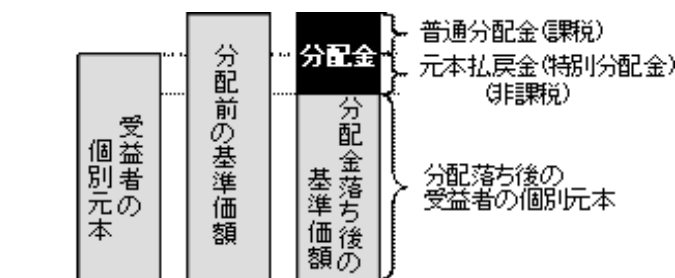 受益者の
個別元本
分配前の基準価額
分配金
分配金落ち後の
基準価額
普通分配金(課税)
元本払戻金(特別分配金)
(非課税)
分配落ち後の
受益者の個別元本